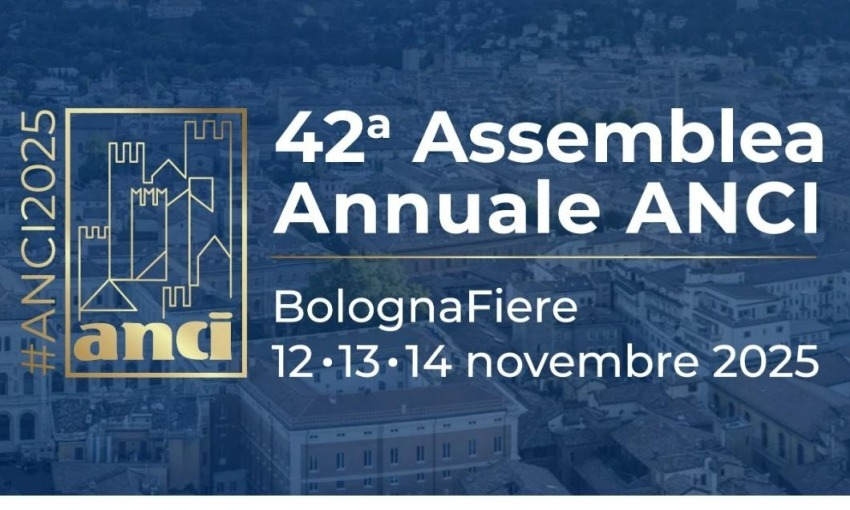 #ANCI2025
anci
42ª Assemblea
Annuale ANCI
BolognaFiere
12•13•14 novembre 2025